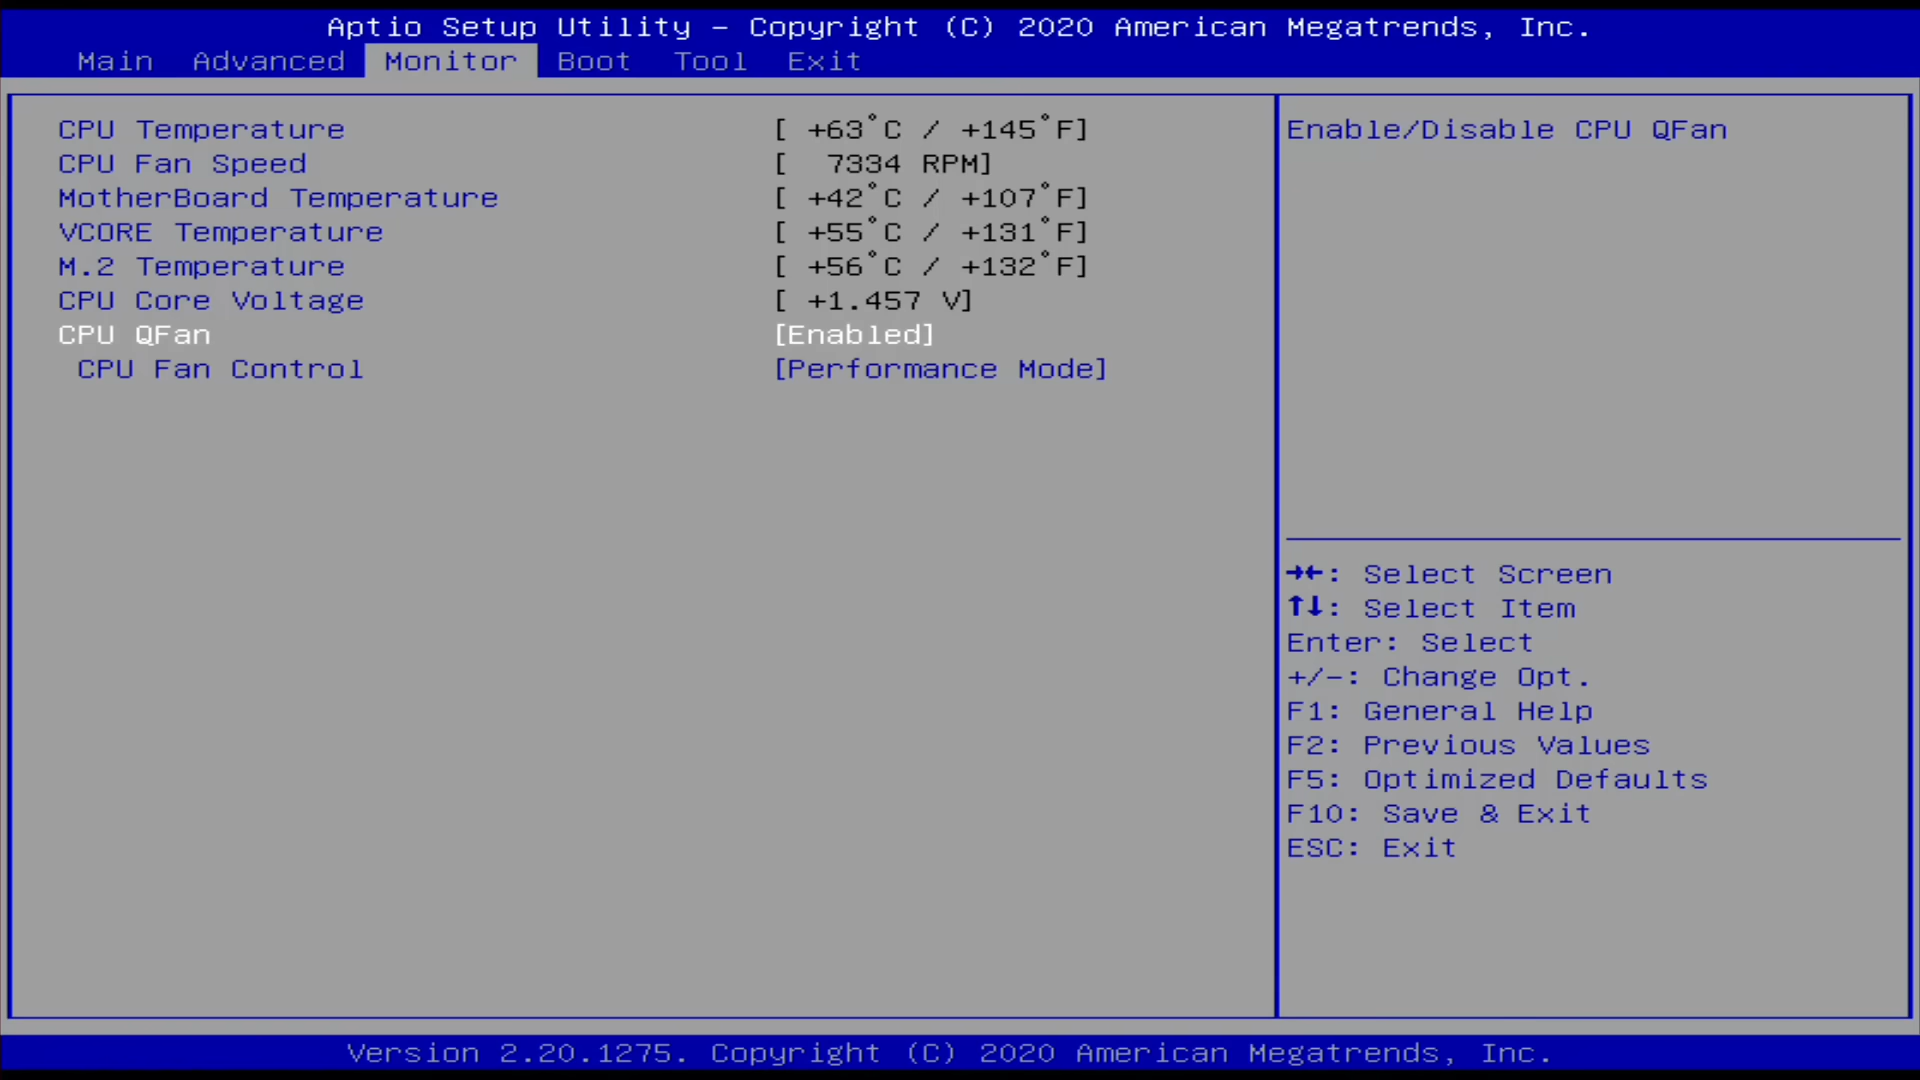 Aptio Setup Utility – Copyright (C) 2020 American Megatrends, Inc.
Main Advanced Monitor Boot Tool Exit
CPU Temperature [ +63°C / +145°F]
CPU Fan Speed [ 7334 RPM]
MotherBoard Temperature [ +42°C / +107°F]
VCORE Temperature [ +55°C / +131°F]
M.2 Temperature [ +56°C / +132°F]
CPU Core Voltage [ +1.457 V]
CPU QFan [Enabled]
CPU Fan Control [Performance Mode]
Enable/Disable CPU QFan
→←: Select Screen
↑↓: Select Item
Enter: Select
+/-: Change Opt.
F1: General Help
F2: Previous Values
F5: Optimized Defaults
F10: Save & Exit
ESC: Exit
Version 2.20.1275. Copyright (C) 2020 American Megatrends, Inc.